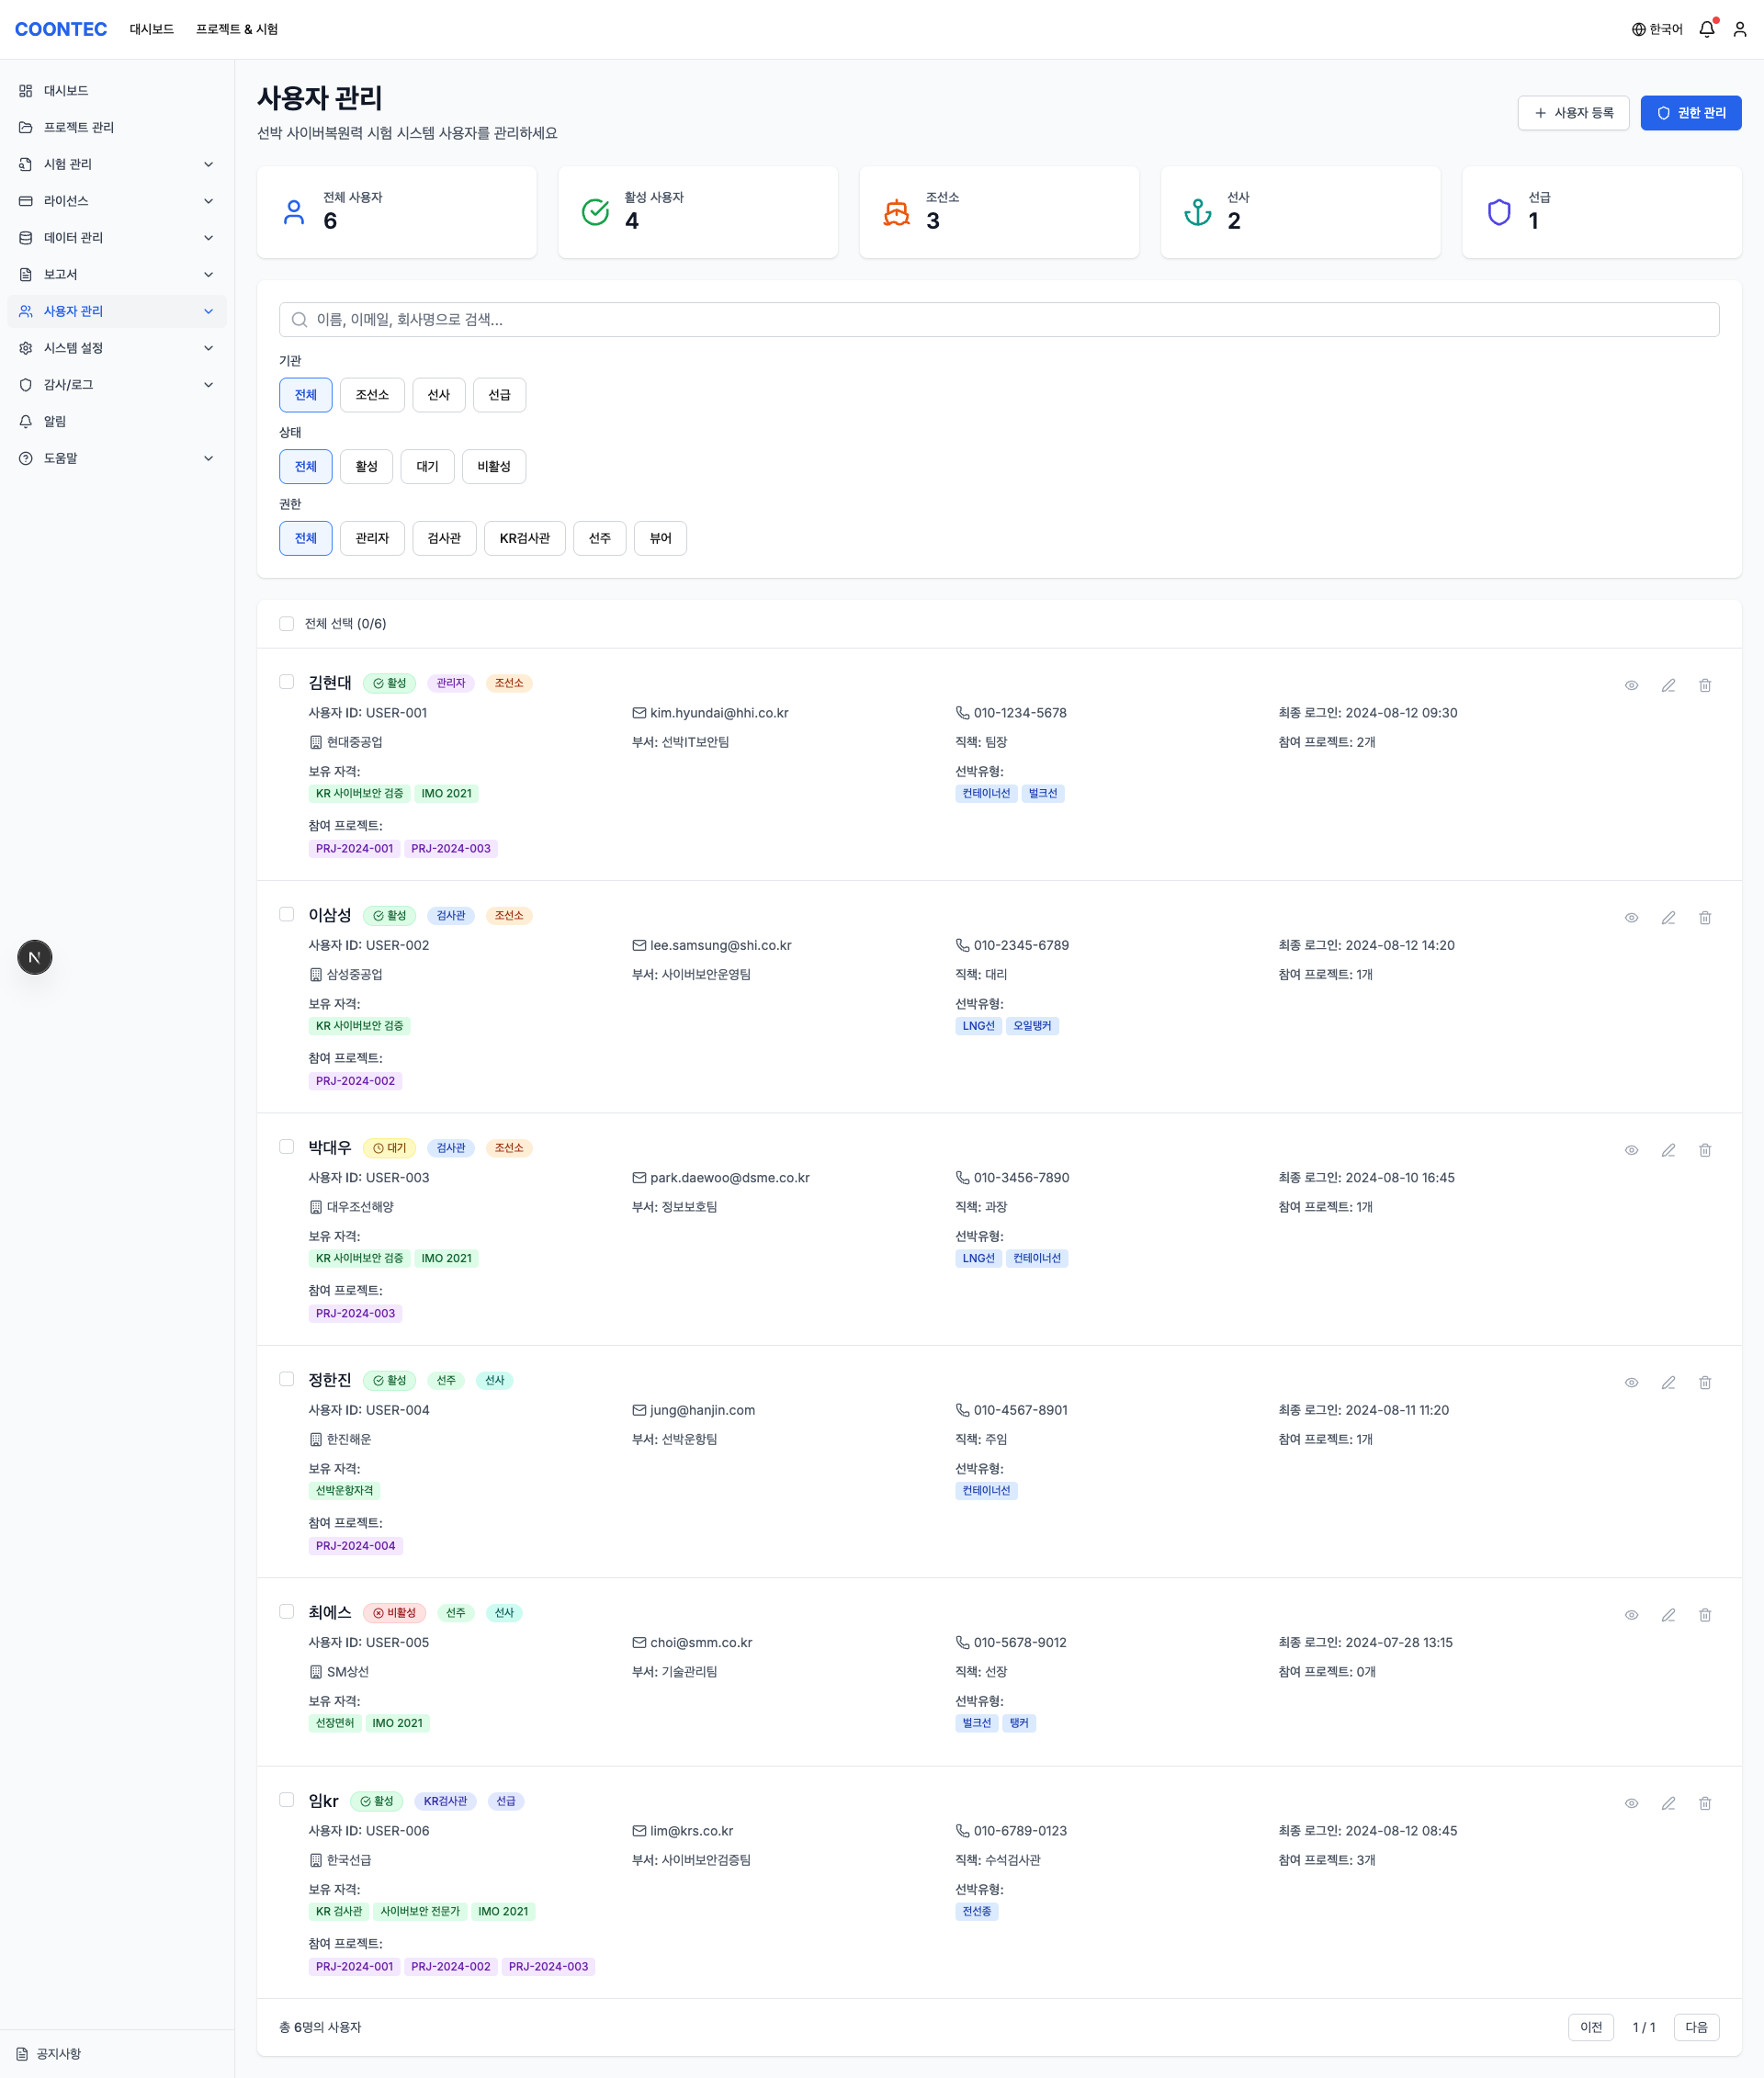 COONTEC 대시보드 프로젝트 & 시험 한국어
대시보드
프로젝트 관리
시험 관리
라이선스
데이터 관리
보고서
사용자 관리
시스템 설정
감사/로그
알림
도움말
공지사항
사용자 관리
선박 사이버복원력 시험 시스템 사용자를 관리하세요
사용자 등록 권한 관리
전체 사용자
6
활성 사용자
4
조선소
3
선사
2
선급
1
이름, 이메일, 회사명으로 검색...
기관
전체 조선소 선사 선급
상태
전체 활성 대기 비활성
권한
전체 관리자 검사관 KR검사관 선주 뷰어
전체 선택 (0/6)
김현대 활성 관리자 조선소
사용자 ID: USER-001 kim.hyundai@hhi.co.kr 010-1234-5678 최종 로그인: 2024-08-12 09:30
현대중공업 부서: 선박IT보안팀 직책: 팀장 참여 프로젝트: 2개
보유 자격: 선박유형:
KR 사이버보안 검증 IMO 2021 컨테이너선 벌크선
참여 프로젝트:
PRJ-2024-001 PRJ-2024-003
이삼성 활성 검사관 조선소
사용자 ID: USER-002 lee.samsung@shi.co.kr 010-2345-6789 최종 로그인: 2024-08-12 14:20
삼성중공업 부서: 사이버보안운영팀 직책: 대리 참여 프로젝트: 1개
보유 자격: 선박유형:
KR 사이버보안 검증 LNG선 오일탱커
참여 프로젝트:
PRJ-2024-002
박대우 대기 검사관 조선소
사용자 ID: USER-003 park.daewoo@dsme.co.kr 010-3456-7890 최종 로그인: 2024-08-10 16:45
대우조선해양 부서: 정보보호팀 직책: 과장 참여 프로젝트: 1개
보유 자격: 선박유형:
KR 사이버보안 검증 IMO 2021 LNG선 컨테이너선
참여 프로젝트:
PRJ-2024-003
정한진 활성 선주 선사
사용자 ID: USER-004 jung@hanjin.com 010-4567-8901 최종 로그인: 2024-08-11 11:20
한진해운 부서: 선박운항팀 직책: 주임 참여 프로젝트: 1개
보유 자격: 선박유형:
선박운항자격 컨테이너선
참여 프로젝트:
PRJ-2024-004
최에스 비활성 선주 선사
사용자 ID: USER-005 choi@smm.co.kr 010-5678-9012 최종 로그인: 2024-07-28 13:15
SM상선 부서: 기술관리팀 직책: 선장 참여 프로젝트: 0개
보유 자격: 선박유형:
선장면허 IMO 2021 벌크선 탱커
임kr 활성 KR검사관 선급
사용자 ID: USER-006 lim@krs.co.kr 010-6789-0123 최종 로그인: 2024-08-12 08:45
한국선급 부서: 사이버보안검증팀 직책: 수석검사관 참여 프로젝트: 3개
보유 자격: 선박유형:
KR 검사관 사이버보안 전문가 IMO 2021 전선종
참여 프로젝트:
PRJ-2024-001 PRJ-2024-002 PRJ-2024-003
총 6명의 사용자 이전 1 / 1 다음
N